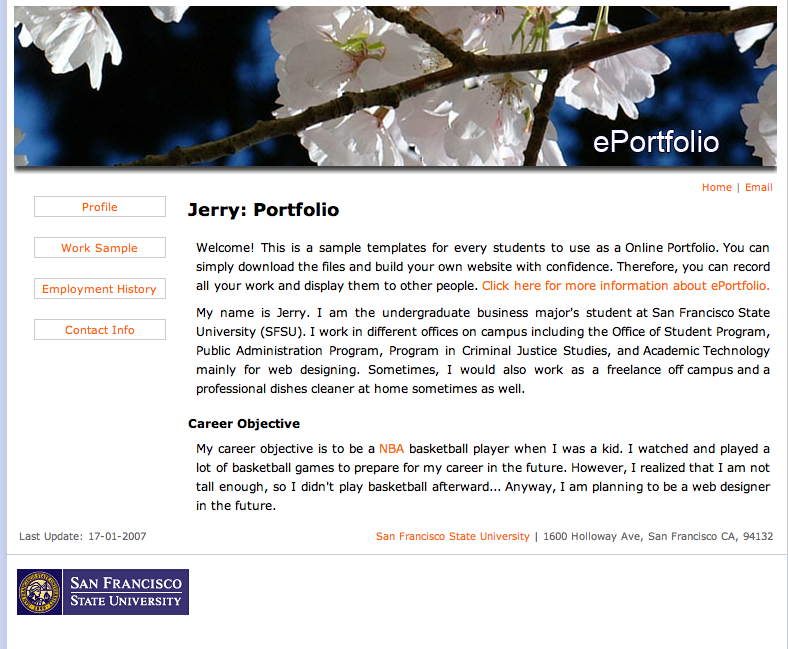 ePortfolio
Home | Email
Profile
Work Sample
Employment History
Contact Info
Jerry: Portfolio
Welcome! This is a sample templates for every students to use as a Online Portfolio. You can
simply download the files and build your own website with confidence. Therefore, you can record
all your work and display them to other people. Click here for more information about ePortfolio.
My name is Jerry. I am the undergraduate business major's student at San Francisco State
University (SFSU). I work in different offices on campus including the Office of Student Program,
Public Administration Program, Program in Criminal Justice Studies, and Academic Technology
mainly for web designing. Sometimes, I would also work as a freelance off campus and a
professional dishes cleaner at home sometimes as well.
Career Objective
My career objective is to be a NBA basketball player when I was a kid. I watched and played a
lot of basketball games to prepare for my career in the future. However, I realized that I am not
tall enough, so I didn't play basketball afterward... Anyway, I am planning to be a web designer
in the future.
Last Update: 17-01-2007
San Francisco State University | 1600 Holloway Ave, San Francisco CA, 94132
SAN FRANCISCO
STATE UNIVERSITY